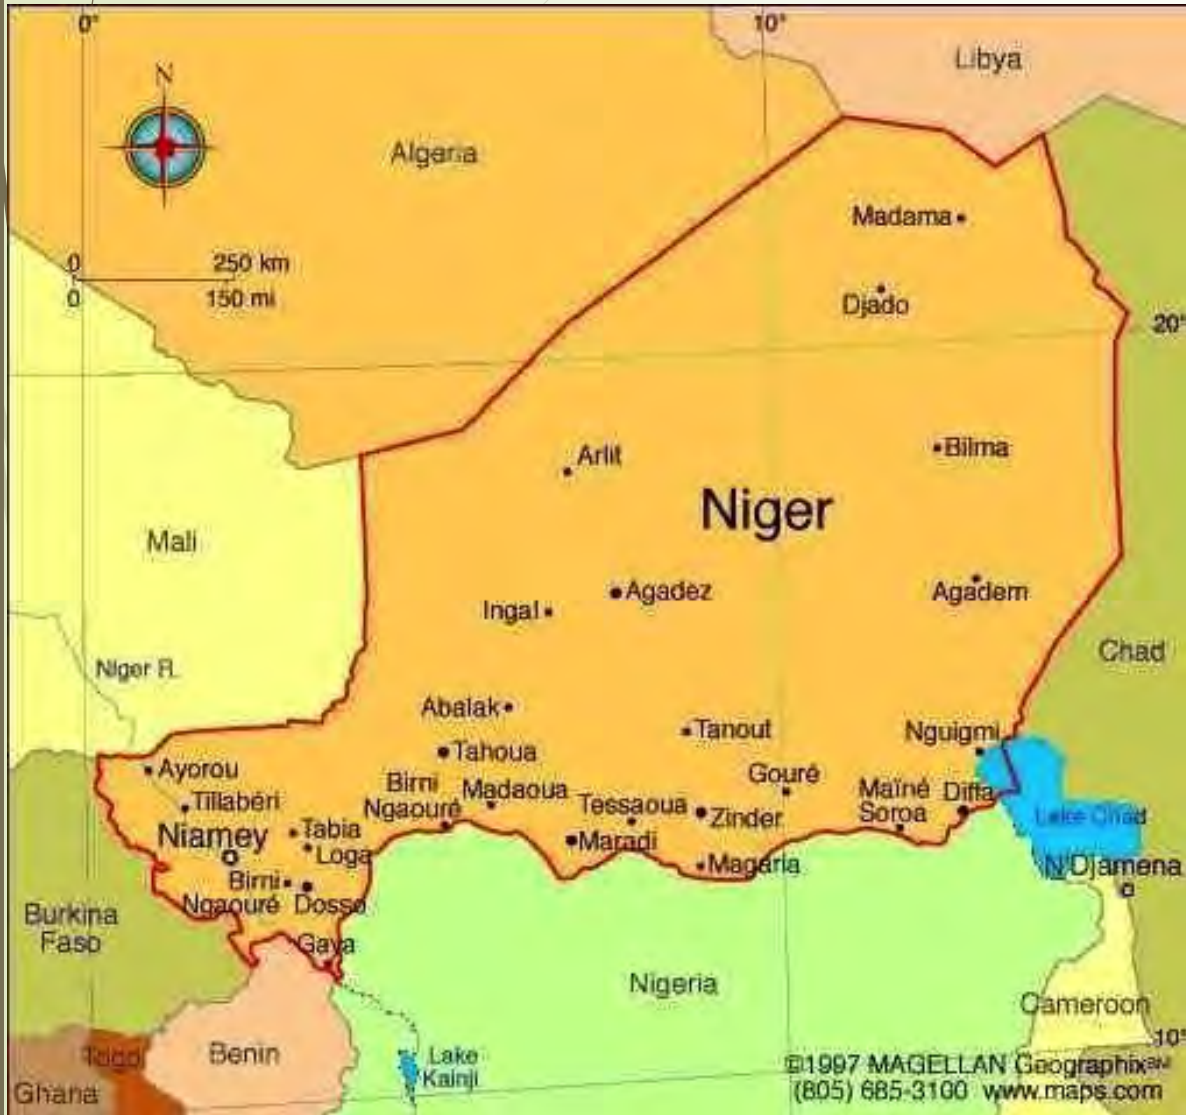 0°
10°
Libya
N
Algeria
Madama
0
250 km
0
150 mi
Djado
20°
Arlit
Bilma
Niger
Mali
Agadez
Agadem
Ingal
Chad
Niger R.
Abalak
Tanout
Nguigmi
Tahoua
Ayorou
Birni
Ngaouré
Madaoua
Gouré
Maïné
Soroa
Diffa
Tillabéri
Tessaoua
Zinder
Lake Chad
Niamey
Tabia
Loga
Maradi
Magaria
N'Djamena
Birni
Ngaouré
Dosso
Burkina
Faso
Gaya
Nigeria
Cameroon
Togo
Benin
Lake
Kainji
10°
Ghana
©1997 MAGELLAN Geographix℠
(805) 685-3100 www.maps.com